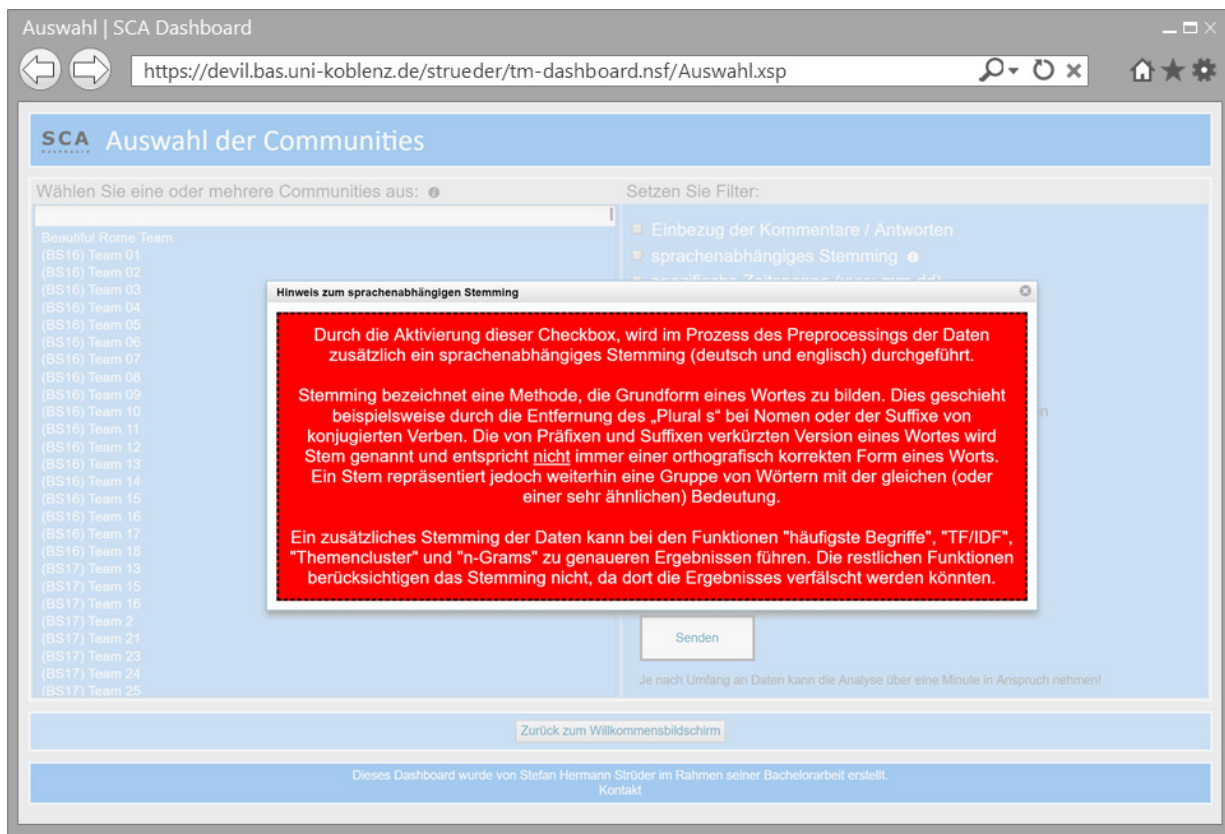 Auswahl | SCA Dashboard
https://devil.bas.uni-koblenz.de/strueder/tm-dashboard.nsf/Auswahl.xsp
SCA Auswahl der Communities
Dashboard
Wählen Sie eine oder mehrere Communities aus:
Beautiful Rome Team
(BS16) Team 01
(BS16) Team 02
(BS16) Team 03
(BS16) Team 04
(BS16) Team 05
(BS16) Team 06
(BS16) Team 07
(BS16) Team 08
(BS16) Team 09
(BS16) Team 10
(BS16) Team 11
(BS16) Team 12
(BS16) Team 13
(BS16) Team 14
(BS16) Team 15
(BS16) Team 16
(BS16) Team 17
(BS16) Team 18
(BS17) Team 13
(BS17) Team 15
(BS17) Team 16
(BS17) Team 2
(BS17) Team 21
(BS17) Team 23
(BS17) Team 24
(BS17) Team 25
Setzen Sie Filter:
Einbezug der Kommentare / Antworten
sprachenabhängiges Stemming
Hinweis zum sprachenabhängigen Stemming
Durch die Aktivierung dieser Checkbox, wird im Prozess des Preprocessings der Daten
zusätzlich ein sprachenabhängiges Stemming (deutsch und englisch) durchgeführt.
Stemming bezeichnet eine Methode, die Grundform eines Wortes zu bilden. Dies geschieht
beispielsweise durch die Entfernung des „Plural s“ bei Nomen oder der Suffixe von
konjugierten Verben. Die von Präfixen und Suffixen verkürzten Version eines Wortes wird
Stem genannt und entspricht nicht immer einer orthografisch korrekten Form eines Worts.
Ein Stem repräsentiert jedoch weiterhin eine Gruppe von Wörtern mit der gleichen (oder
einer sehr ähnlichen) Bedeutung.
Ein zusätzliches Stemming der Daten kann bei den Funktionen "häufigste Begriffe", "TF/IDF",
"Themencluster" und "n-Grams" zu genaueren Ergebnissen führen. Die restlichen Funktionen
berücksichtigen das Stemming nicht, da dort die Ergebnisses verfälscht werden könnten.
Senden
Je nach Umfang an Daten kann die Analyse über eine Minute in Anspruch nehmen!
Zurück zum Willkommensbildschirm
Dieses Dashboard wurde von Stefan Hermann Strüder im Rahmen seiner Bachelorarbeit erstellt.
Kontakt